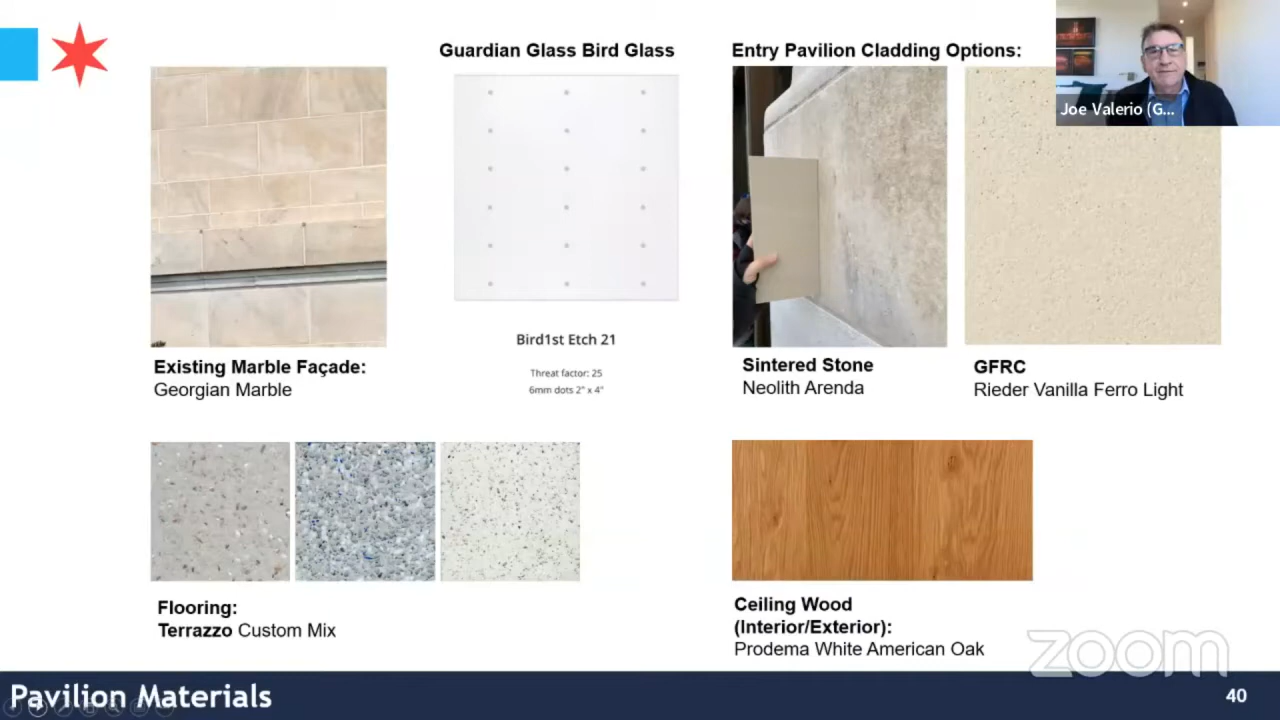 Guardian Glass Bird Glass
Entry Pavilion Cladding Options:
Joe Valerio (G...
Bird1st Etch 21
Threat factor: 25
6mm dots 2" x 4"
Existing Marble Façade:
Georgian Marble
Sintered Stone
Neolith Arenda
GFRC
Rieder Vanilla Ferro Light
Flooring:
Terrazzo Custom Mix
Ceiling Wood
(Interior/Exterior):
Prodema White American Oak
zoom
Pavilion Materials
40